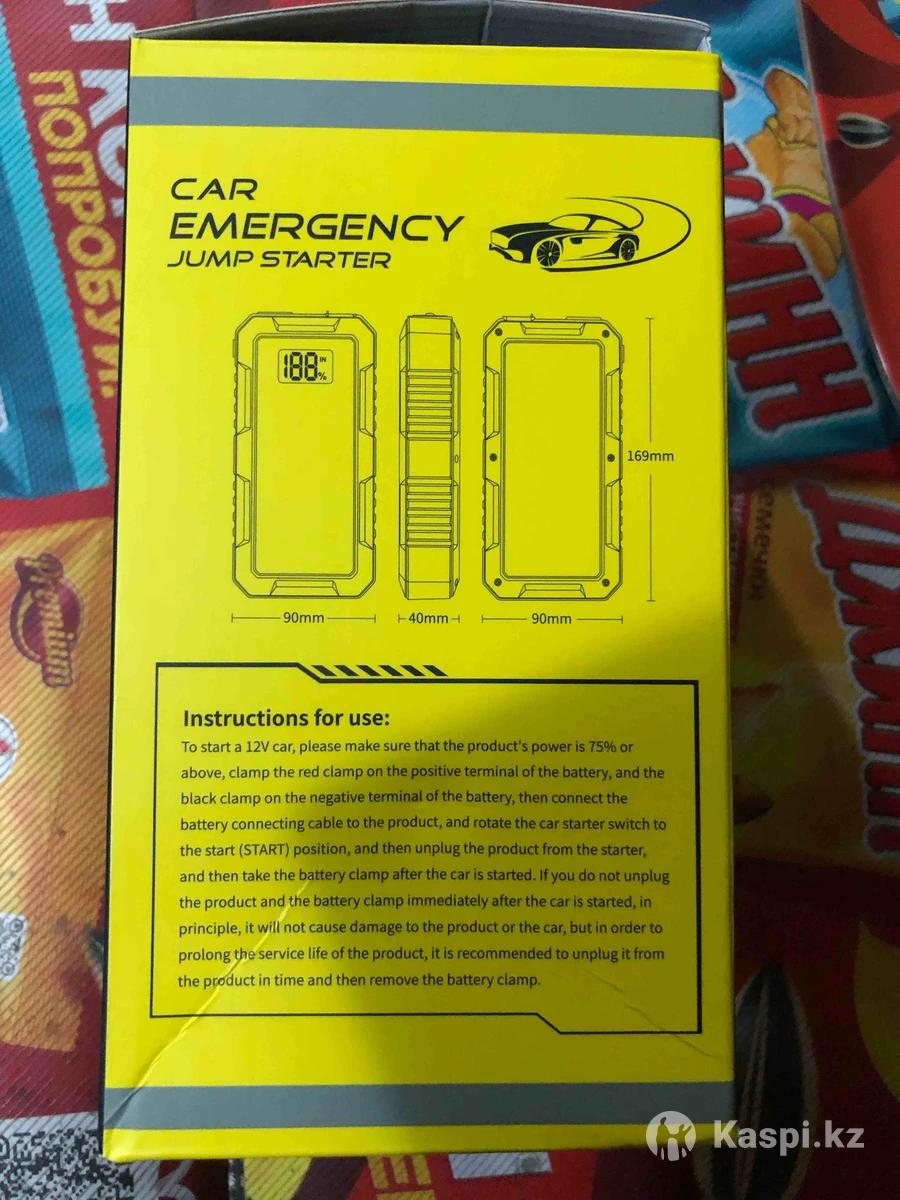 CAR
EMERGENCY
JUMP STARTER
188 IN
%
169mm
90mm
40mm
90mm
Instructions for use:
To start a 12V car, please make sure that the product's power is 75% or
above, clamp the red clamp on the positive terminal of the battery, and the
black clamp on the negative terminal of the battery, then connect the
battery connecting cable to the product, and rotate the car starter switch to
the start (START) position, and then unplug the product from the starter,
and then take the battery clamp after the car is started. If you do not unplug
the product and the battery clamp immediately after the car is started, in
principle, it will not cause damage to the product or the car, but in order to
prolong the service life of the product, it is recommended to unplug it from
the product in time and then remove the battery clamp.
ПОПРОБУЙ!
Premium
Kaspi.kz